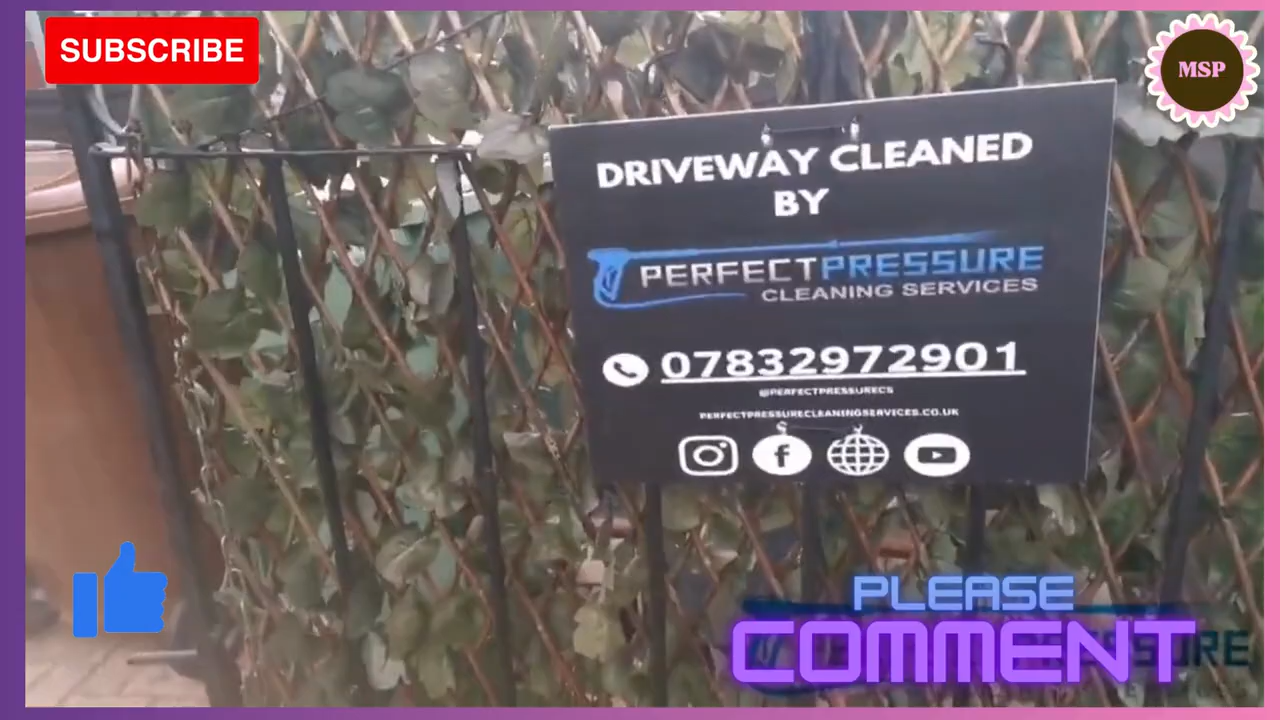 SUBSCRIBE
MSP
DRIVEWAY CLEANED
BY
PERFECTPRESSURE
CLEANING SERVICES
07832972901
@PERFECTPRESSURECS
PERFECTPRESSURECLEANINGSERVICES.CO.UK
PLEASE
COMMENT